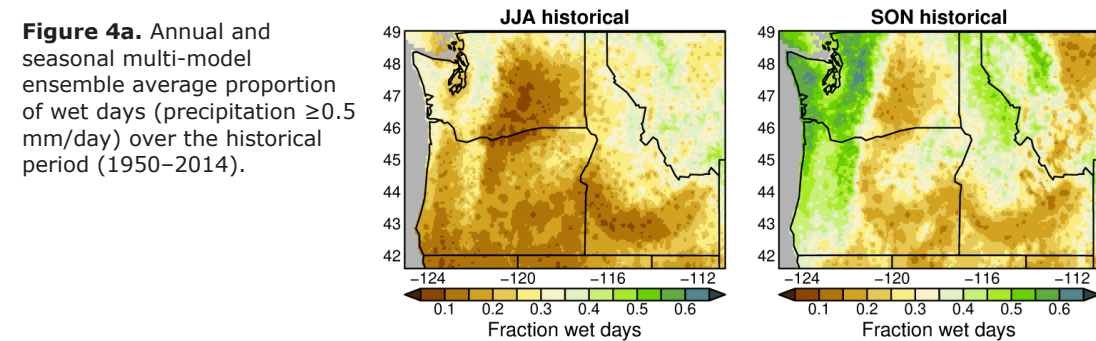 Figure 4a. Annual and
seasonal multi-model
ensemble average proportion
of wet days (precipitation ≥0.5
mm/day) over the historical
period (1950–2014).
JJA historical
49
48
47
46
45
44
43
42
−124 −120 −116 −112
0.1 0.2 0.3 0.4 0.5 0.6
Fraction wet days
SON historical
49
48
47
46
45
44
43
42
−124 −120 −116 −112
0.1 0.2 0.3 0.4 0.5 0.6
Fraction wet days